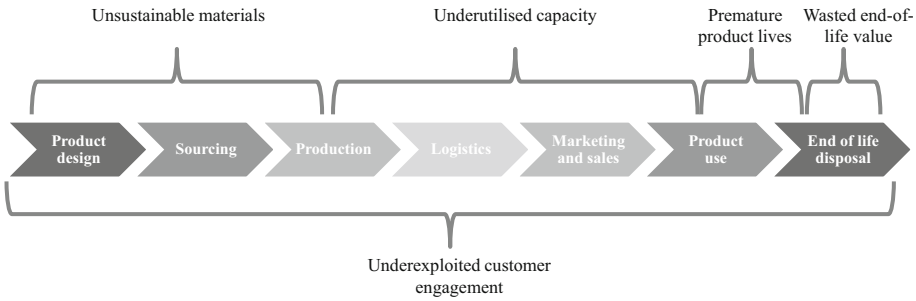 Unsustainable materials
Underutilised capacity
Premature
product lives
Wasted end-of-
life value
Product
design
Sourcing
Production
Logistics
Marketing
and sales
Product
use
End of life
disposal
Underexploited customer
engagement